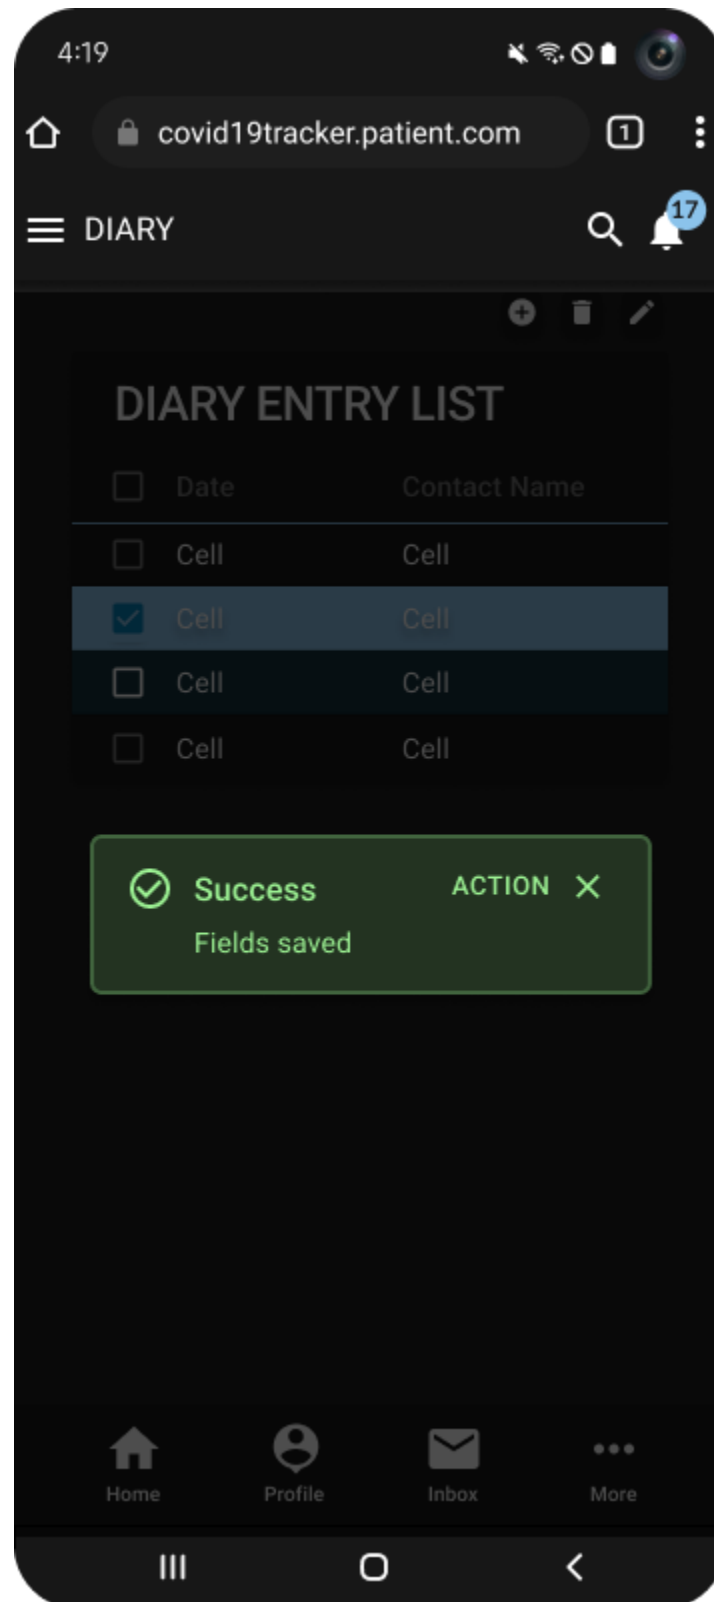 4:19
covid19tracker.patient.com 1
DIARY 17
DIARY ENTRY LIST
Date Contact Name
Cell Cell
Cell Cell
Cell Cell
Cell Cell
Success ACTION
Fields saved
Home Profile Inbox More